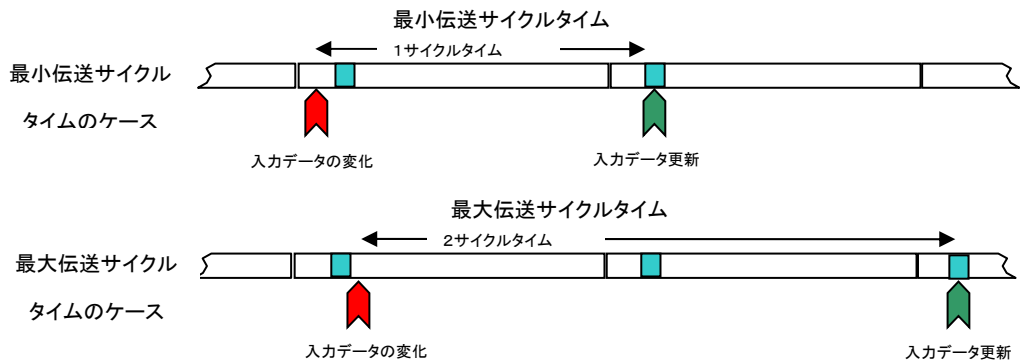 最小伝送サイクルタイム
1サイクルタイム
最小伝送サイクル
タイムのケース
入力データの変化
入力データ更新
最大伝送サイクルタイム
2サイクルタイム
最大伝送サイクル
タイムのケース
入力データの変化
入力データ更新